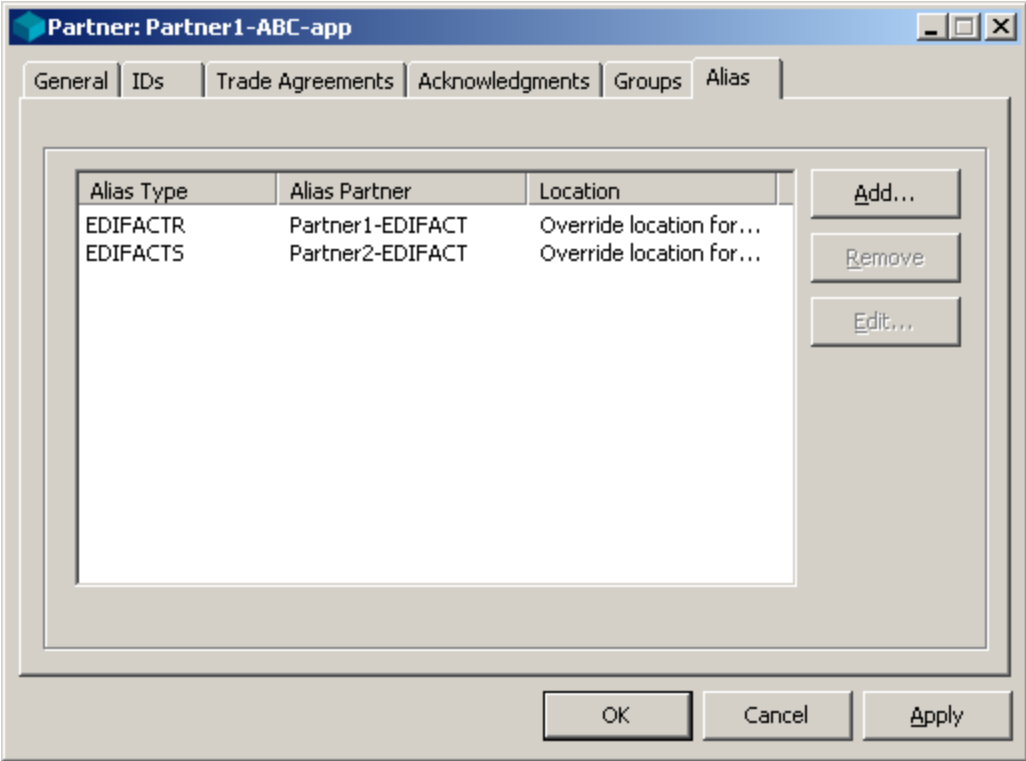 Partner: Partner1-ABC-app
General IDs Trade Agreements Acknowledgments Groups Alias
Alias Type Alias Partner Location
EDIFACTR Partner1-EDIFACT Override location for...
EDIFACTS Partner2-EDIFACT Override location for...
Add...
Remove
Edit...
OK Cancel Apply